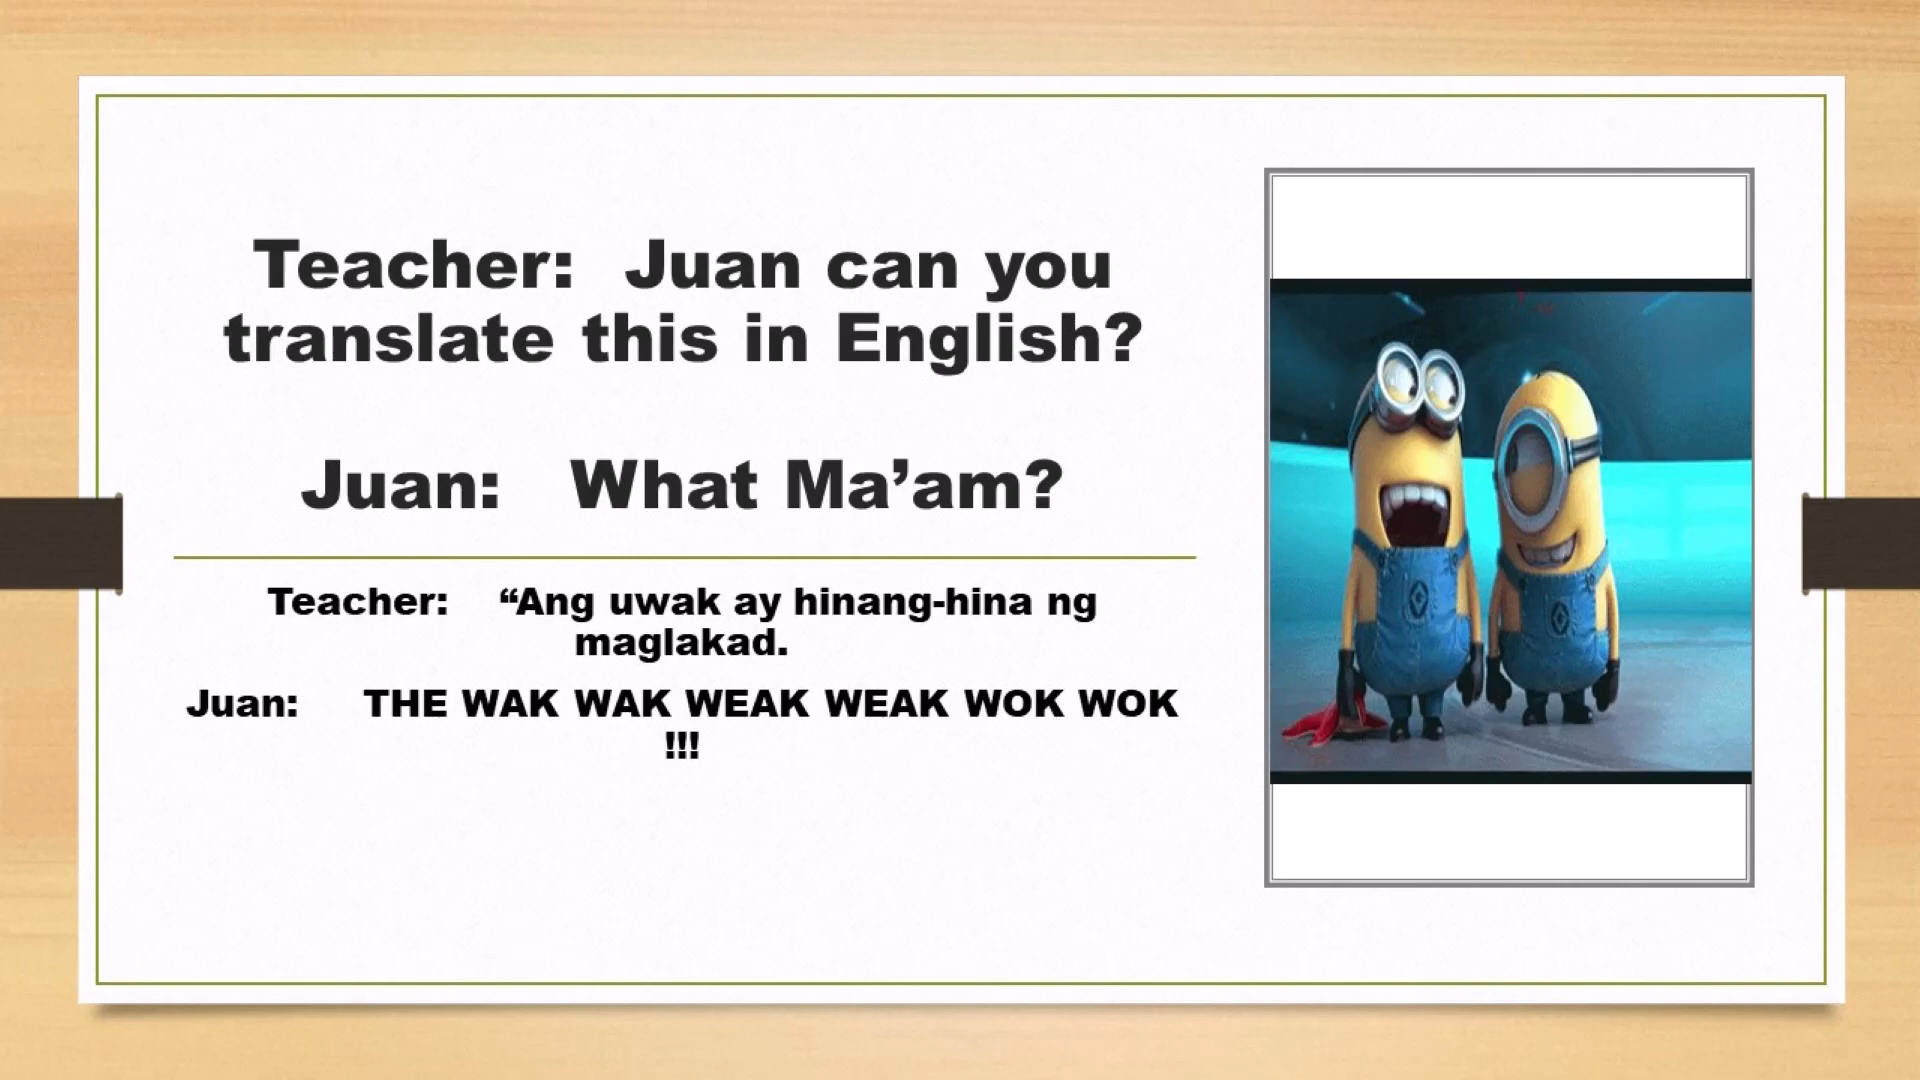 Teacher: Juan can you
translate this in English?
Juan: What Ma’am?
Teacher: “Ang uwak ay hinang-hina ng
maglakad.
Juan: THE WAK WAK WEAK WEAK WOK WOK
!!!